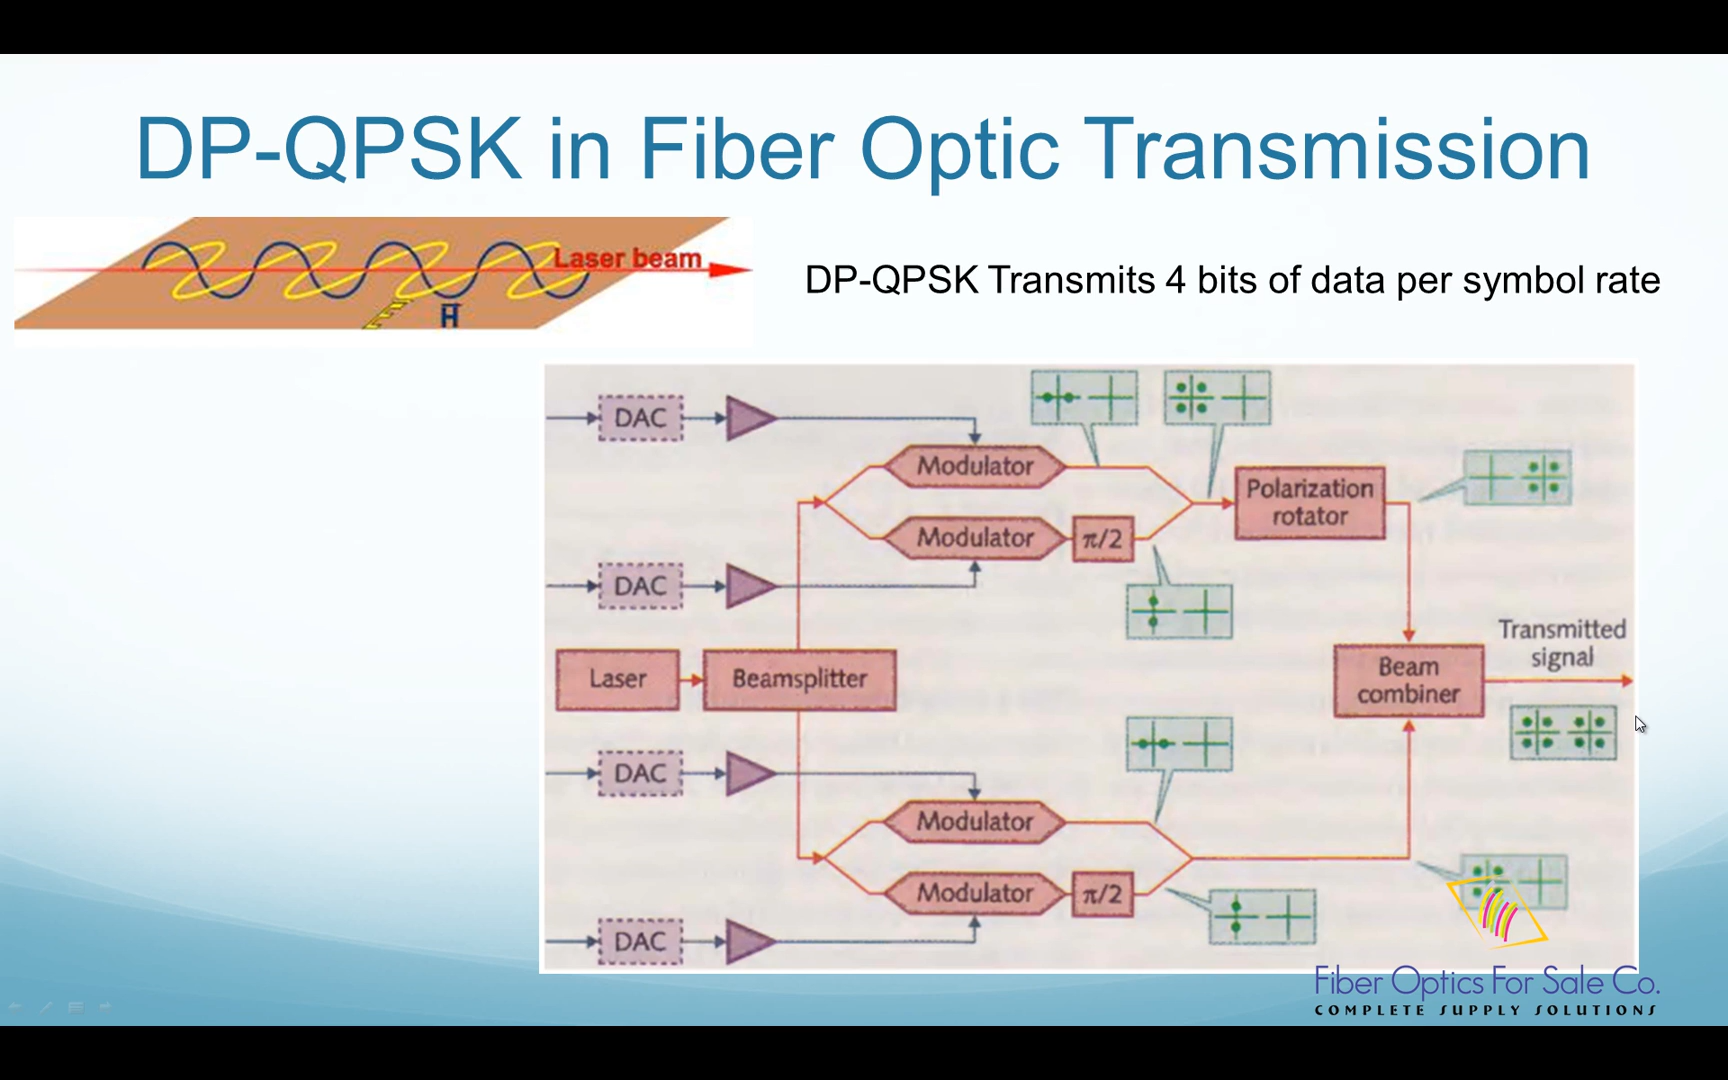 DP-QPSK in Fiber Optic Transmission
Laser beam
E
H
DP-QPSK Transmits 4 bits of data per symbol rate
DAC
Modulator
Polarization
rotator
Modulator
π/2
DAC
Transmitted
signal
Laser
Beamsplitter
Beam
combiner
DAC
Modulator
Modulator
π/2
DAC
Fiber Optics For Sale Co.
COMPLETE SUPPLY SOLUTIONS